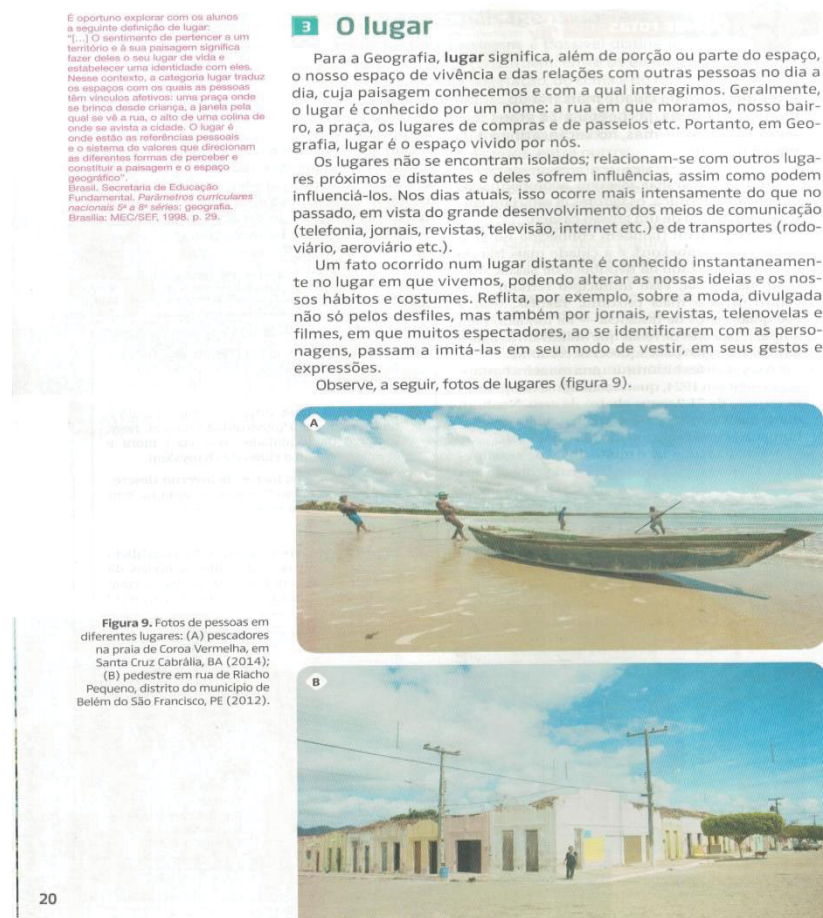 É oportuno explorar com os alunos
a seguinte definição de lugar:
"[...] O sentimento de pertencer a um
território e à sua paisagem significa
fazer deles o seu lugar de vida e
estabelecer uma identidade com eles.
Nesse contexto, a categoria lugar traduz
os espaços com os quais as pessoas
têm vínculos afetivos: uma praça onde
se brinca desde criança, a janela pela
qual se vê a rua, o alto de uma colina de
onde se avista a cidade. O lugar é
onde estão as referências pessoais
e o sistema de valores que direcionam
as diferentes formas de perceber e
constituir a paisagem e o espaço
geográfico".
Brasil. Secretaria de Educação
Fundamental. Parâmetros curriculares
nacionais 5ª a 8ª séries: geografia.
Brasília: MEC/SEF, 1998. p. 29.
3 O lugar
Para a Geografia, lugar significa, além de porção ou parte do espaço,
o nosso espaço de vivência e das relações com outras pessoas no dia a
dia, cuja paisagem conhecemos e com a qual interagimos. Geralmente,
o lugar é conhecido por um nome: a rua em que moramos, nosso bair-
ro, a praça, os lugares de compras e de passeios etc. Portanto, em Geo-
grafia, lugar é o espaço vivido por nós.
Os lugares não se encontram isolados; relacionam-se com outros luga-
res próximos e distantes e deles sofrem influências, assim como podem
influenciá-los. Nos dias atuais, isso ocorre mais intensamente do que no
passado, em vista do grande desenvolvimento dos meios de comunicação
(telefonia, jornais, revistas, televisão, internet etc.) e de transportes (rodo-
viário, aeroviário etc.).
Um fato ocorrido num lugar distante é conhecido instantaneamen-
te no lugar em que vivemos, podendo alterar as nossas ideias e os nos-
sos hábitos e costumes. Reflita, por exemplo, sobre a moda, divulgada
não só pelos desfiles, mas também por jornais, revistas, telenovelas e
filmes, em que muitos espectadores, ao se identificarem com as perso-
nagens, passam a imitá-las em seu modo de vestir, em seus gestos e
expressões.
Observe, a seguir, fotos de lugares (figura 9).
A
Figura 9. Fotos de pessoas em
diferentes lugares: (A) pescadores
na praia de Coroa Vermelha, em
Santa Cruz Cabrália, BA (2014);
(B) pedestre em rua de Riacho
Pequeno, distrito do município de
Belém do São Francisco, PE (2012).
B
20